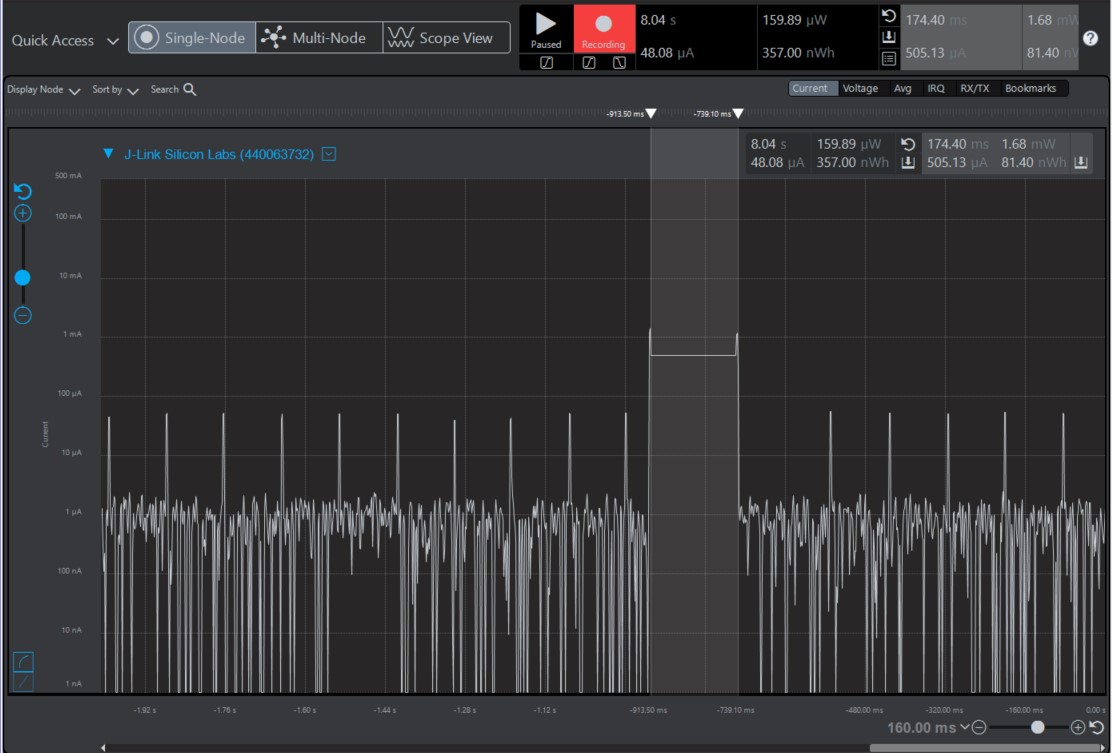 Quick Access Single-Node Multi-Node Scope View
Paused
Recording
8.04 s 159.89 µW 174.40 ms 1.68 mW
48.08 µA 357.00 nWh 505.13 µA 81.40 nW
?
Display Node Sort by Search Current Voltage Avg IRQ RX/TX Bookmarks
-913.50 ms -739.10 ms
J-Link Silicon Labs (440063732)
8.04 s 159.89 µW 174.40 ms 1.68 mW
48.08 µA 357.00 nWh 505.13 µA 81.40 nWh
500 mA
100 mA
10 mA
1 mA
100 µA
Current
10 µA
1 µA
100 nA
10 nA
1 nA
-1.92 s -1.76 s -1.60 s -1.44 s -1.28 s -1.12 s -913.50 ms -739.10 ms -480.00 ms -320.00 ms -160.00 ms 0.00 s
160.00 ms